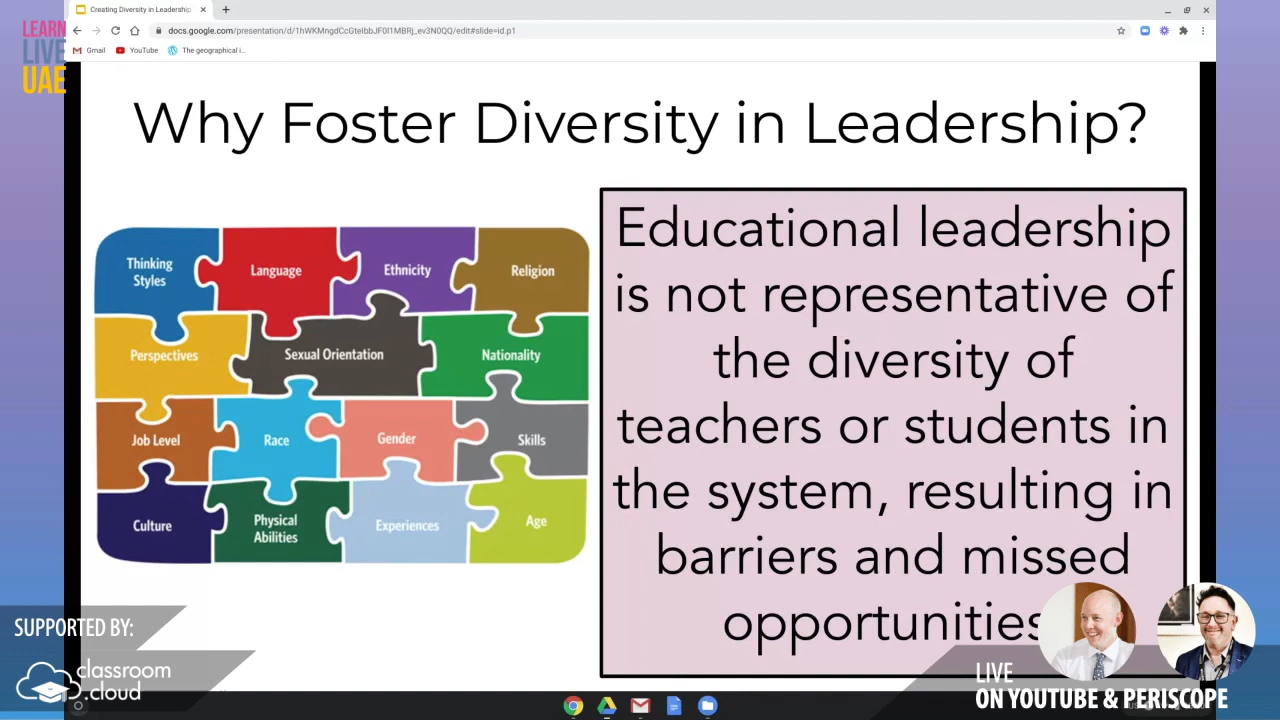 Creating Diversity in Leadership
docs.google.com/presentation/d/1hWKMngdCcGtelbbJF0l1MBRj_ev3N0QQ/edit#slide=id.p1
Gmail
YouTube
The geographical i...
LEARN
LIVE
UAE
Why Foster Diversity in Leadership?
Thinking
Styles
Language
Ethnicity
Religion
Perspectives
Sexual Orientation
Nationality
Job Level
Race
Gender
Skills
Culture
Physical
Abilities
Experiences
Age
Educational leadership
is not representative of
the diversity of
teachers or students in
the system, resulting in
barriers and missed
opportunities
SUPPORTED BY:
classroom
.cloud
LIVE
ON YOUTUBE & PERISCOPE